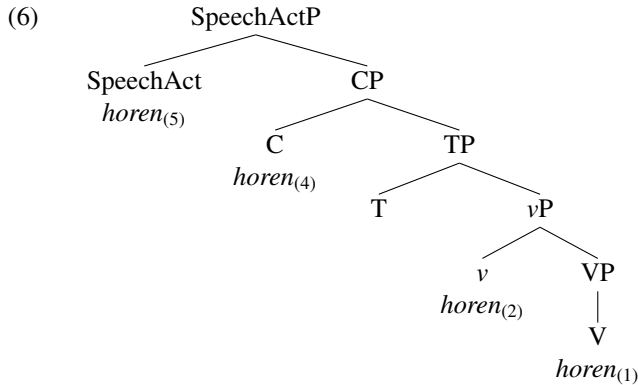 (6) SpeechActP
SpeechAct CP
horen(5)
C TP
horen(4)
T vP
v VP
horen(2)
V
horen(1)